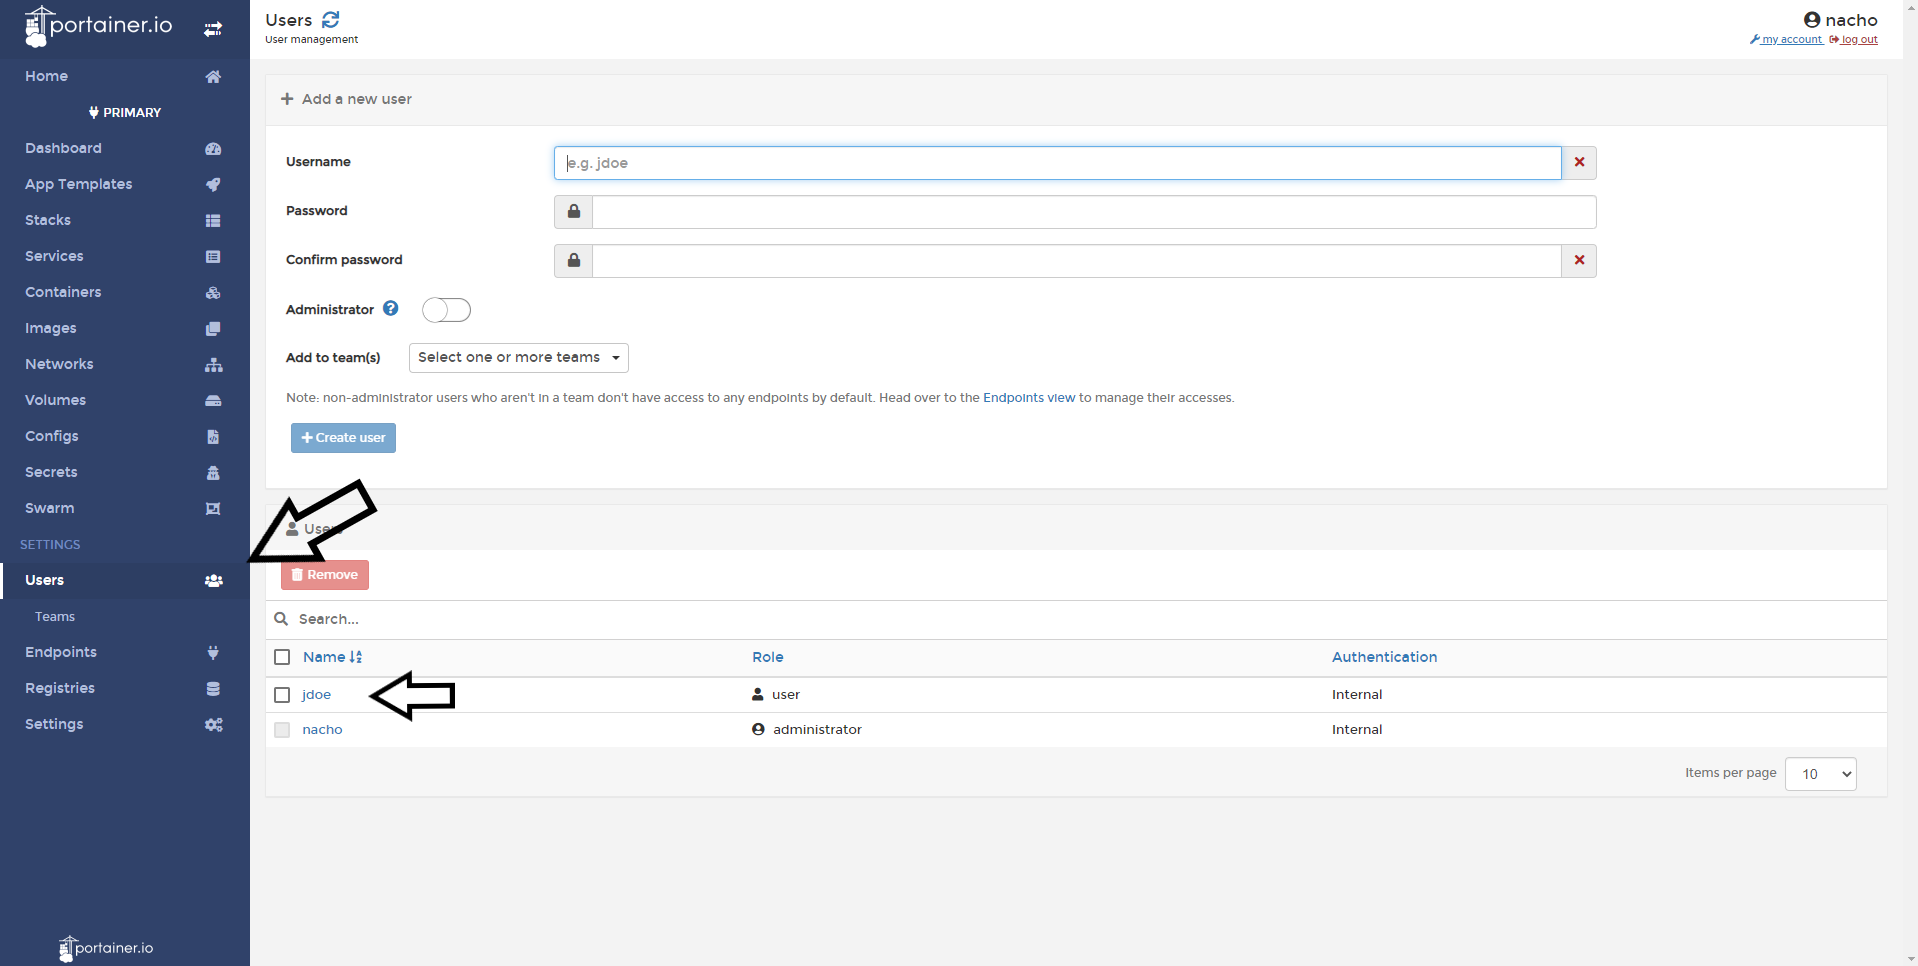 portainer.io
Home
PRIMARY
Dashboard
App Templates
Stacks
Services
Containers
Images
Networks
Volumes
Configs
Secrets
Swarm
SETTINGS
Users
Teams
Endpoints
Registries
Settings
portainer.io
Users
User management
nacho
my account log out
Add a new user
Username
e.g. jdoe
Password
Confirm password
Administrator
Add to team(s) Select one or more teams
Note: non-administrator users who aren't in a team don't have access to any endpoints by default. Head over to the Endpoints view to manage their accesses.
Create user
Users
Remove
Search...
Name Role Authentication
jdoe user Internal
nacho administrator Internal
Items per page 10